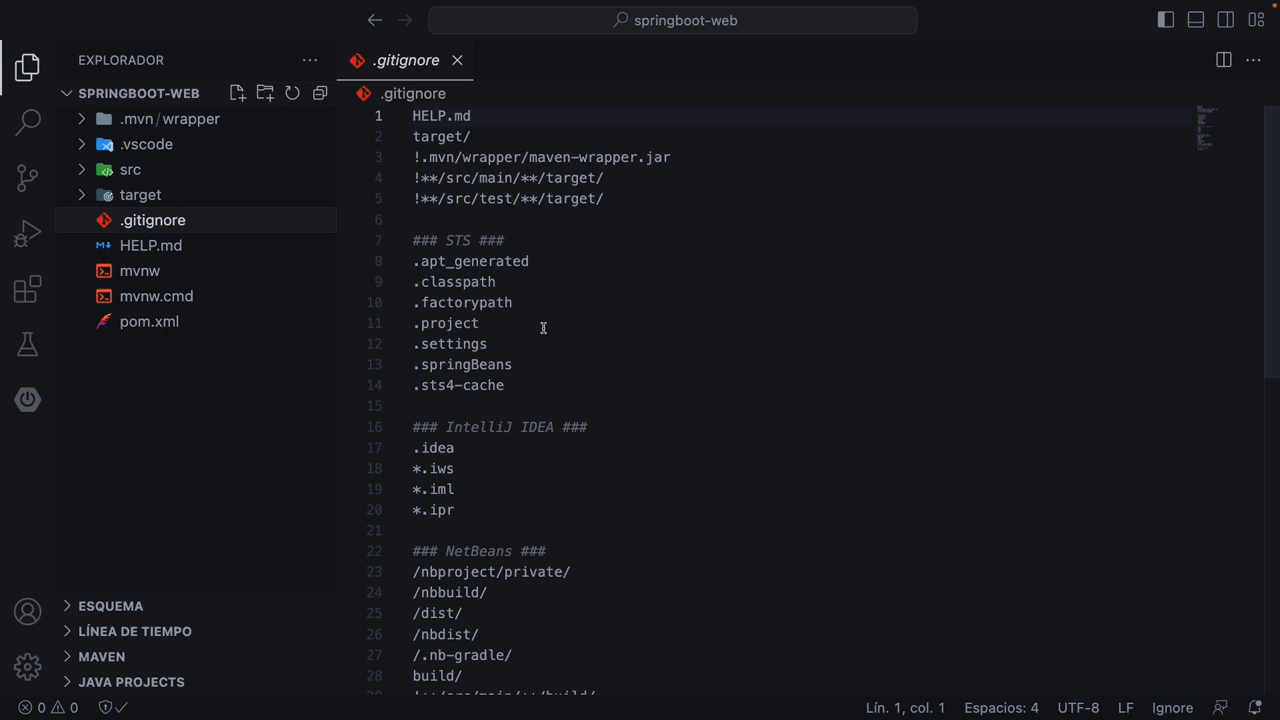 springboot-web
EXPLORADOR
.gitignore
SPRINGBOOT-WEB
.gitignore
.mvn/wrapper
.vscode
src
target
.gitignore
HELP.md
mvnw
mvnw.cmd
pom.xml
1 HELP.md
2 target/
3 !.mvn/wrapper/maven-wrapper.jar
4 !**/src/main/**/target/
5 !**/src/test/**/target/
6
7 ### STS ###
8 .apt_generated
9 .classpath
10 .factorypath
11 .project
12 .settings
13 .springBeans
14 .sts4-cache
15
16 ### IntelliJ IDEA ###
17 .idea
18 *.iws
19 *.iml
20 *.ipr
21
22 ### NetBeans ###
23 /nbproject/private/
24 /nbbuild/
25 /dist/
26 /nbdist/
27 /.nb-gradle/
28 build/
29 !**/src/main/**/build/
ESQUEMA
LÍNEA DE TIEMPO
MAVEN
JAVA PROJECTS
0 0
Lín. 1, col. 1
Espacios: 4
UTF-8
LF
Ignore